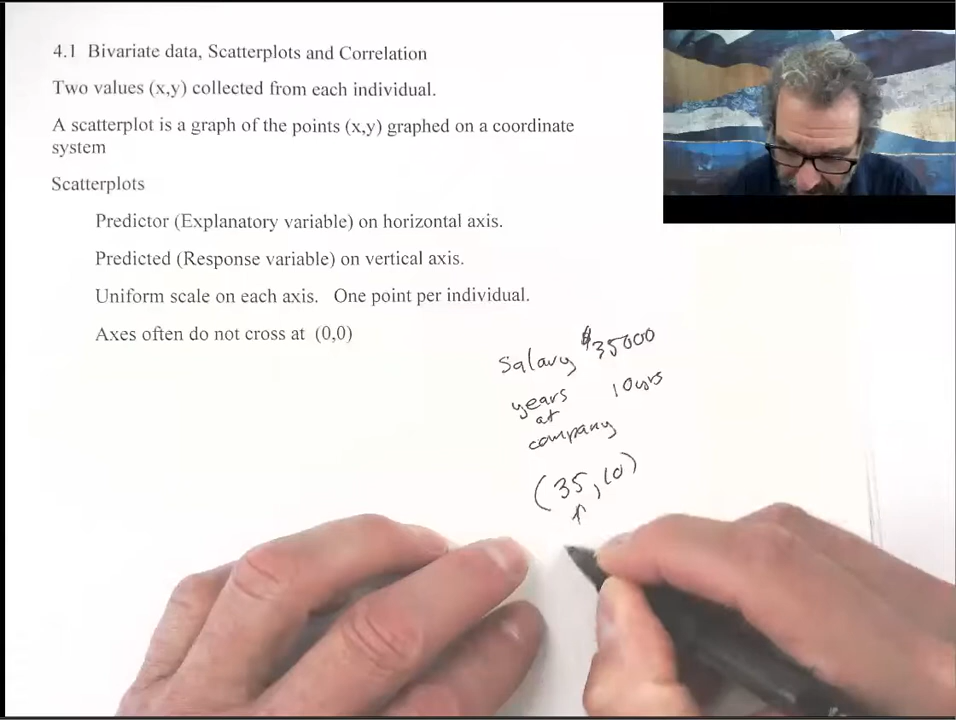 4.1 Bivariate data, Scatterplots and Correlation
Two values (x,y) collected from each individual.
A scatterplot is a graph of the points (x,y) graphed on a coordinate
system
Scatterplots
Predictor (Explanatory variable) on horizontal axis.
Predicted (Response variable) on vertical axis.
Uniform scale on each axis. One point per individual.
Axes often do not cross at (0,0)
Salary $35000
years 10yrs
at
company
(35,10)